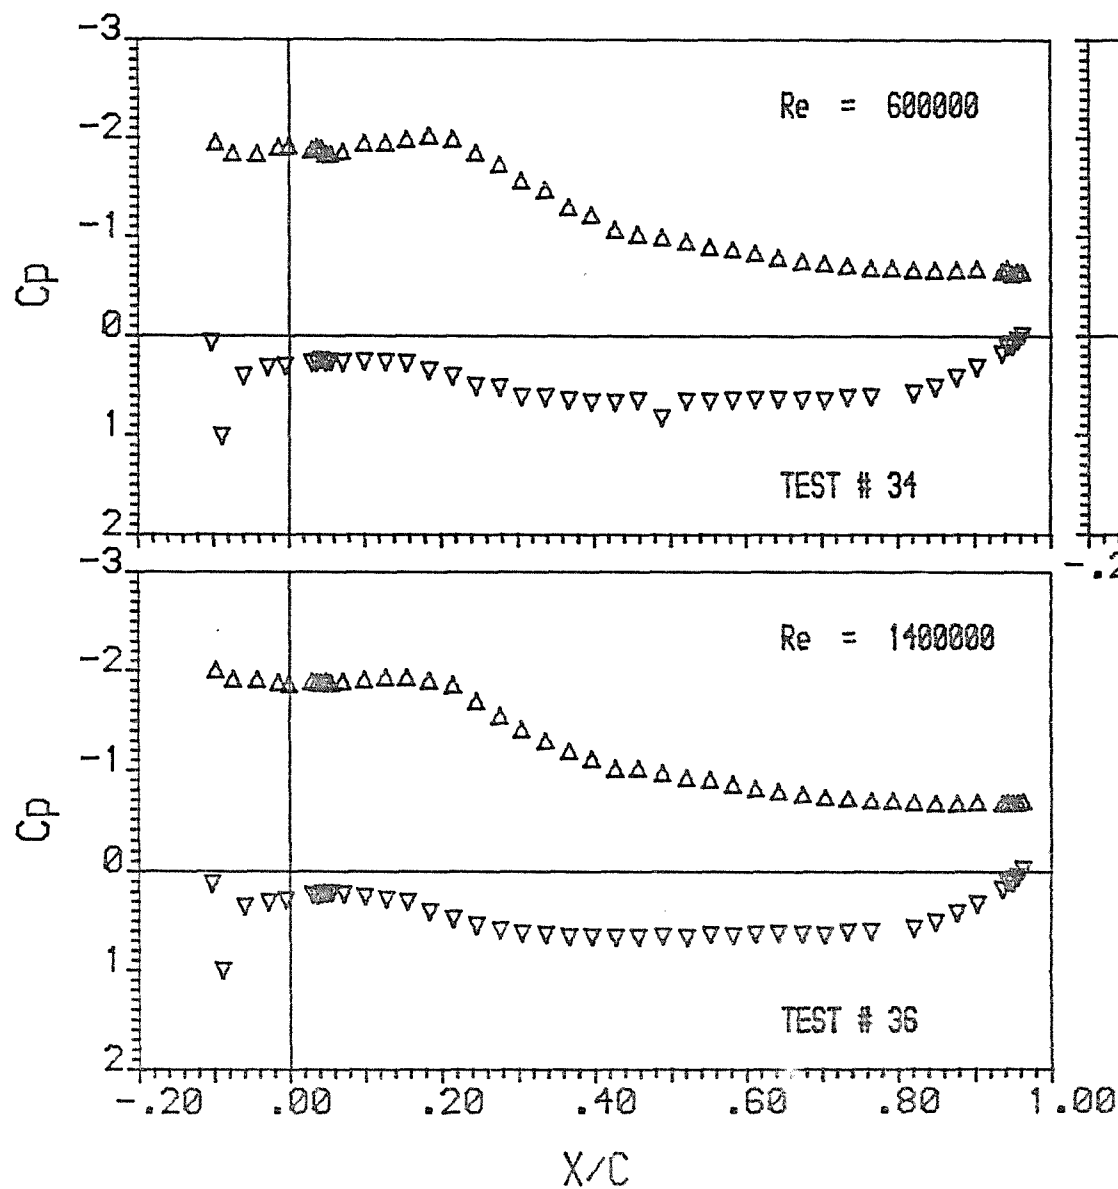 -3
-2
-1
0
1
2
Cp
Re = 600000
TEST # 34
-.2
-3
-2
-1
0
1
2
Cp
Re = 1400000
TEST # 36
-.20 .00 .20 .40 .60 .80 1.00
X/C